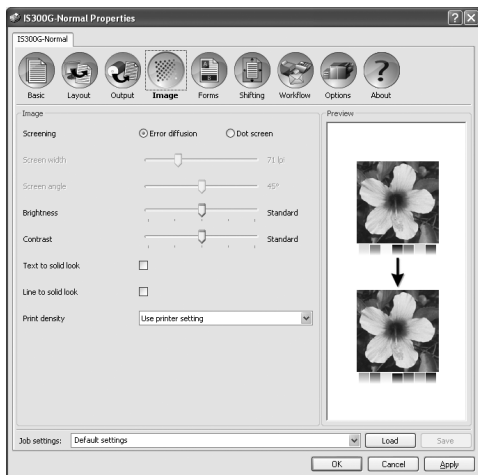 IS300G-Normal Properties
IS300G-Normal
Basic Layout Output Image Forms Shifting Workflow Options About
Image
Preview
Screening Error diffusion Dot screen
Screen width 71 lpi
Screen angle 45°
Brightness Standard
Contrast Standard
Text to solid look
Line to solid look
Print density Use printer setting
Job settings: Default settings Load Save
OK Cancel Apply